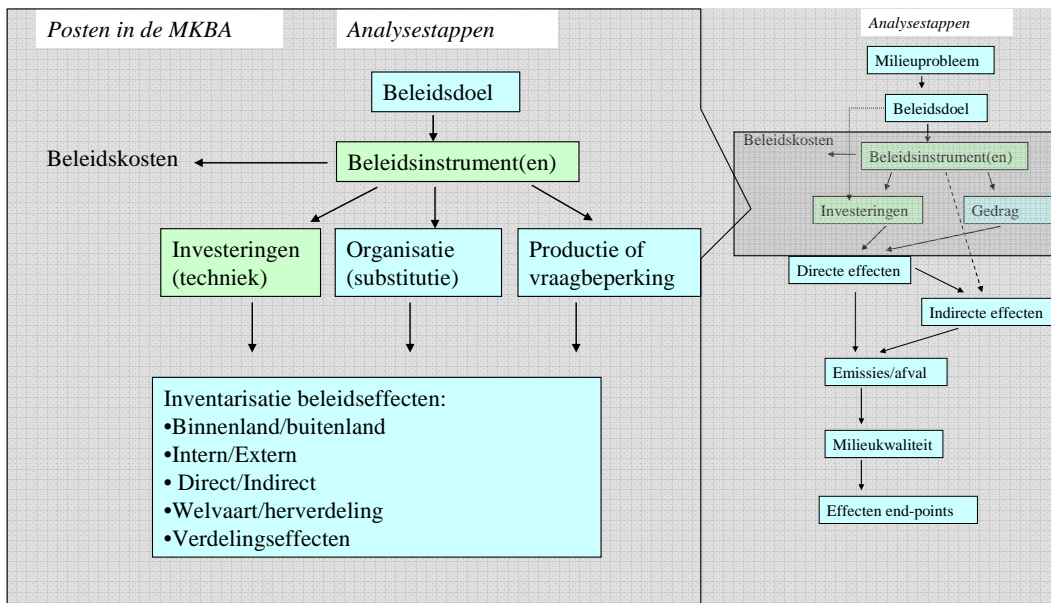 Posten in de MKBA
Analysestappen
Beleidsdoel
Beleidskosten
Beleidsinstrument(en)
Investeringen
(techniek)
Organisatie
(substitutie)
Productie of
vraagbeperking
Inventarisatie beleidseffecten:
•Binnenland/buitenland
•Intern/Extern
• Direct/Indirect
•Welvaart/herverdeling
•Verdelingseffecten
Analysestappen
Milieuprobleem
Beleidsdoel
Beleidskosten
Beleidsinstrument(en)
Investeringen
Gedrag
Directe effecten
Indirecte effecten
Emissies/afval
Milieukwaliteit
Effecten end-points